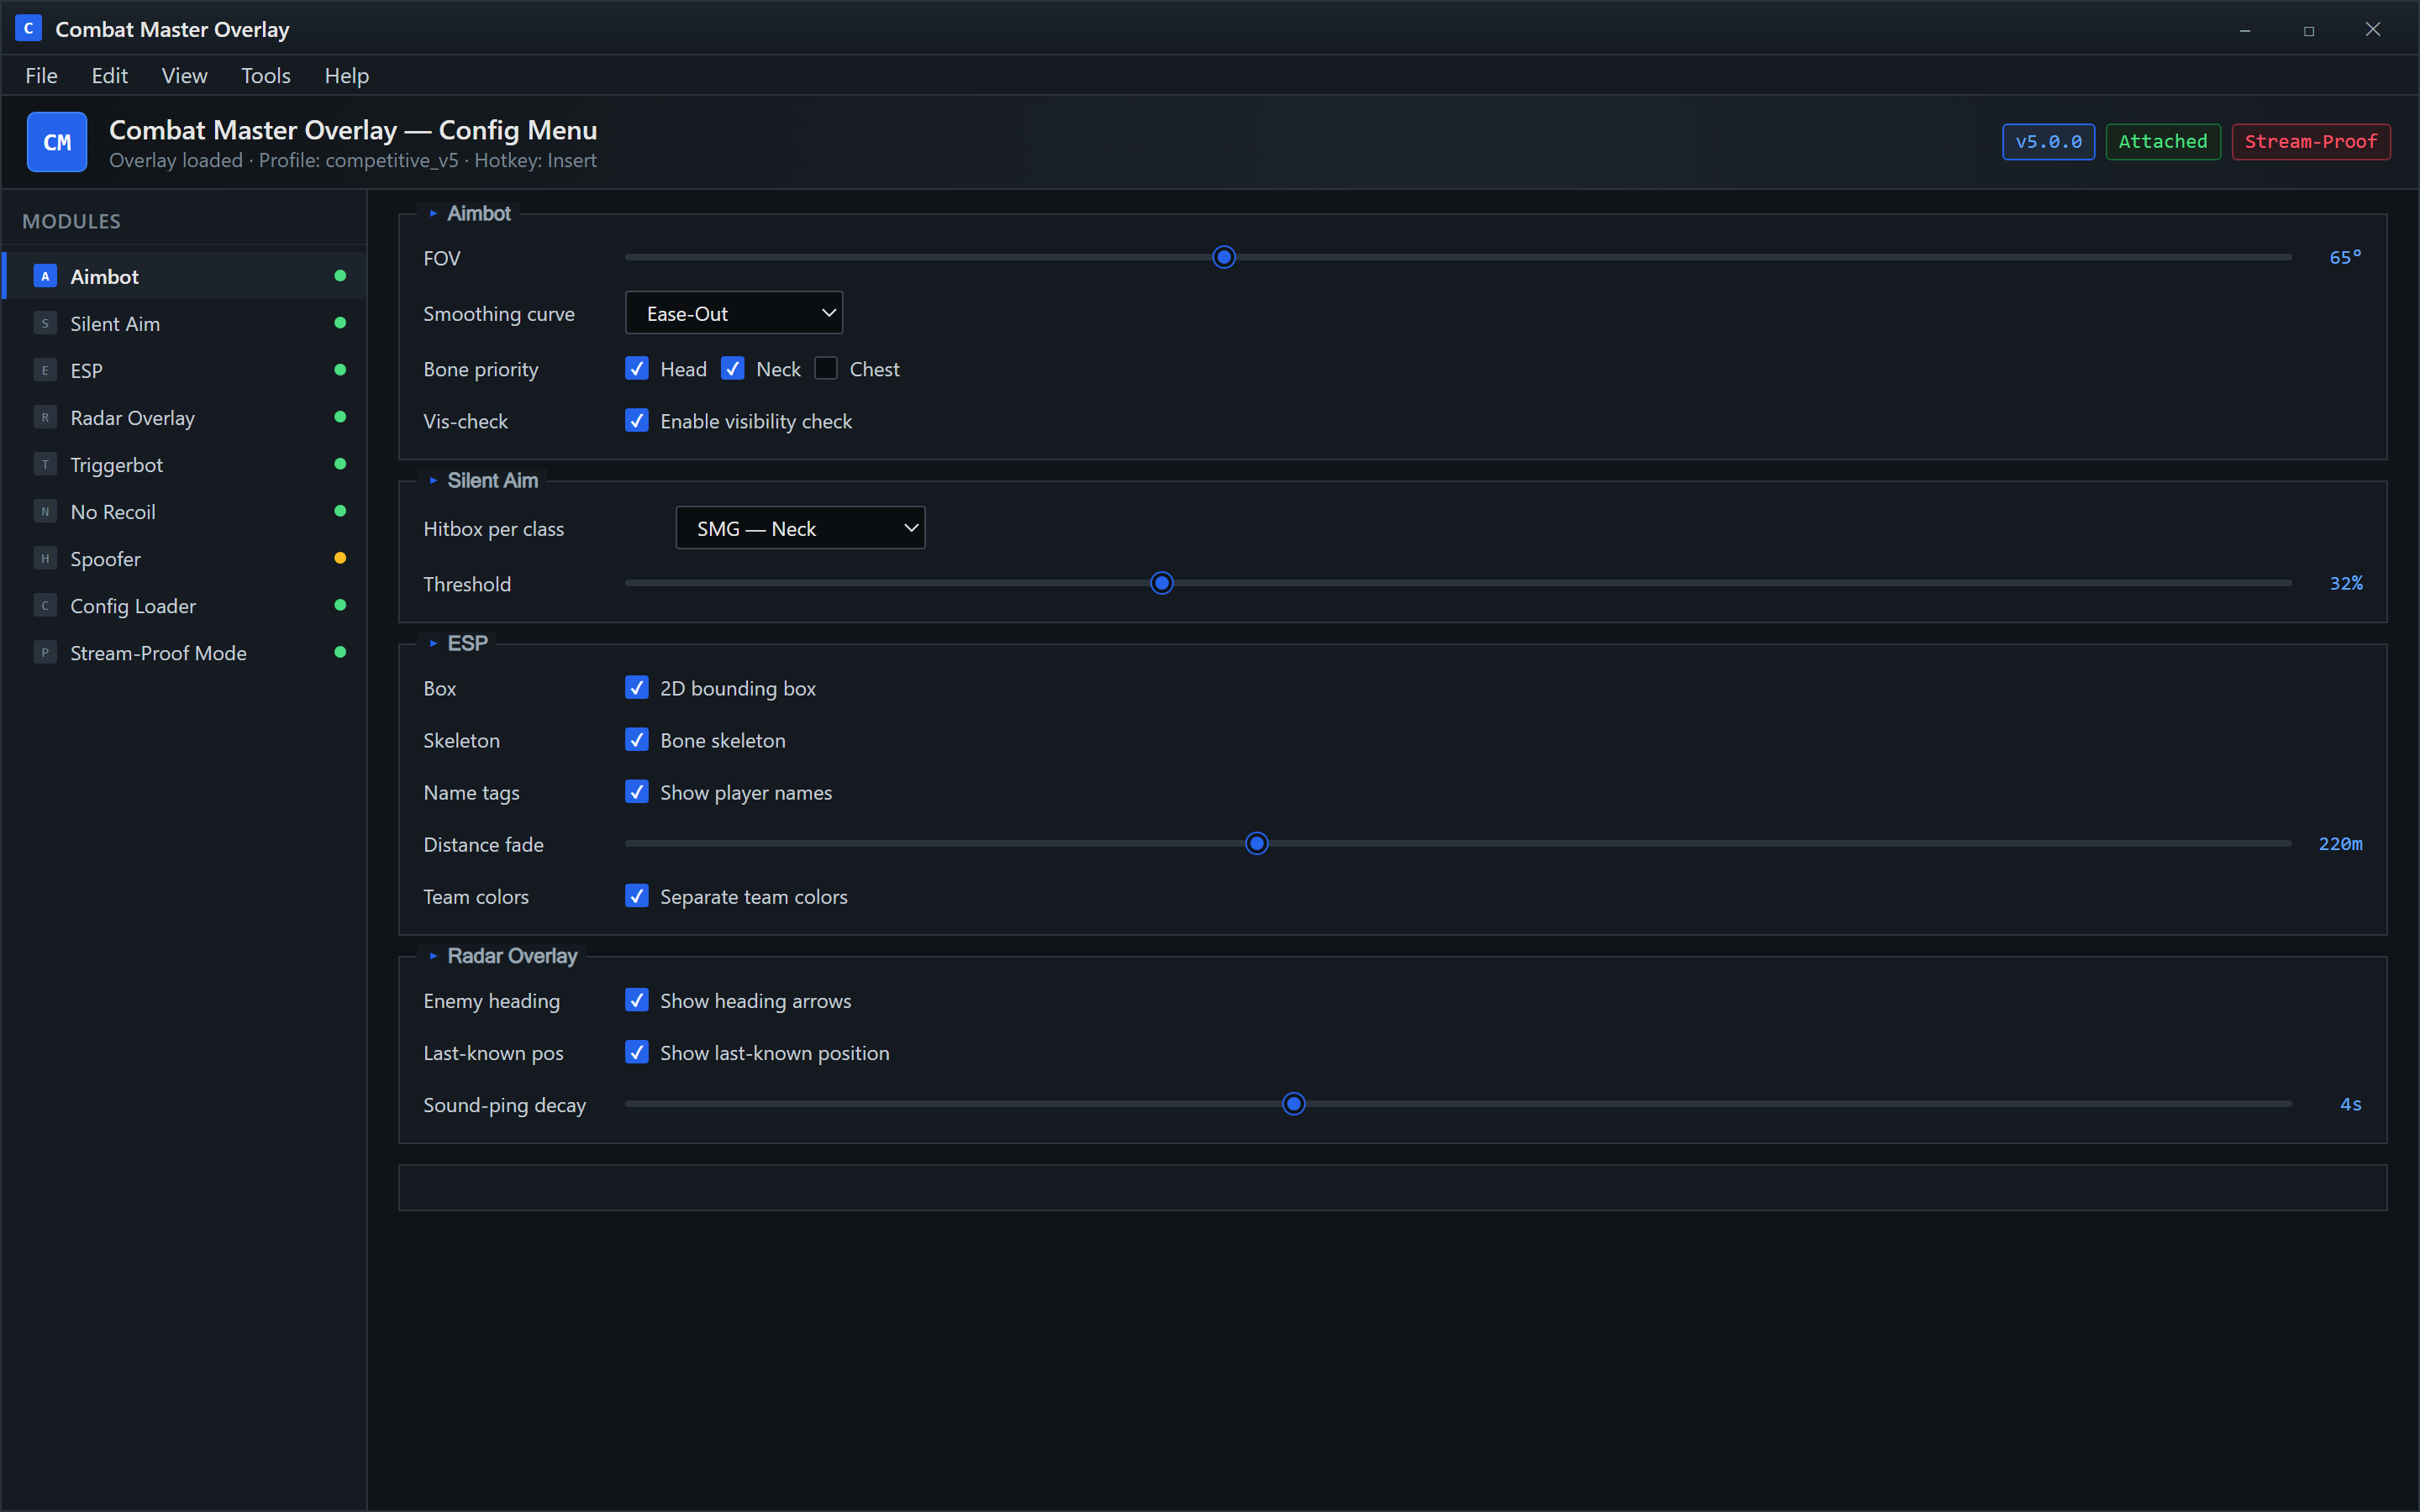 C Combat Master Overlay
File Edit View Tools Help
CM
Combat Master Overlay — Config Menu
Overlay loaded · Profile: competitive_v5 · Hotkey: Insert
v5.0.0 Attached Stream-Proof
MODULES
A Aimbot
S Silent Aim
E ESP
R Radar Overlay
T Triggerbot
N No Recoil
H Spoofer
C Config Loader
P Stream-Proof Mode
Aimbot
FOV 65°
Smoothing curve Ease-Out
Bone priority Head Neck Chest
Vis-check Enable visibility check
Silent Aim
Hitbox per class SMG — Neck
Threshold 32%
ESP
Box 2D bounding box
Skeleton Bone skeleton
Name tags Show player names
Distance fade 220m
Team colors Separate team colors
Radar Overlay
Enemy heading Show heading arrows
Last-known pos Show last-known position
Sound-ping decay 4s